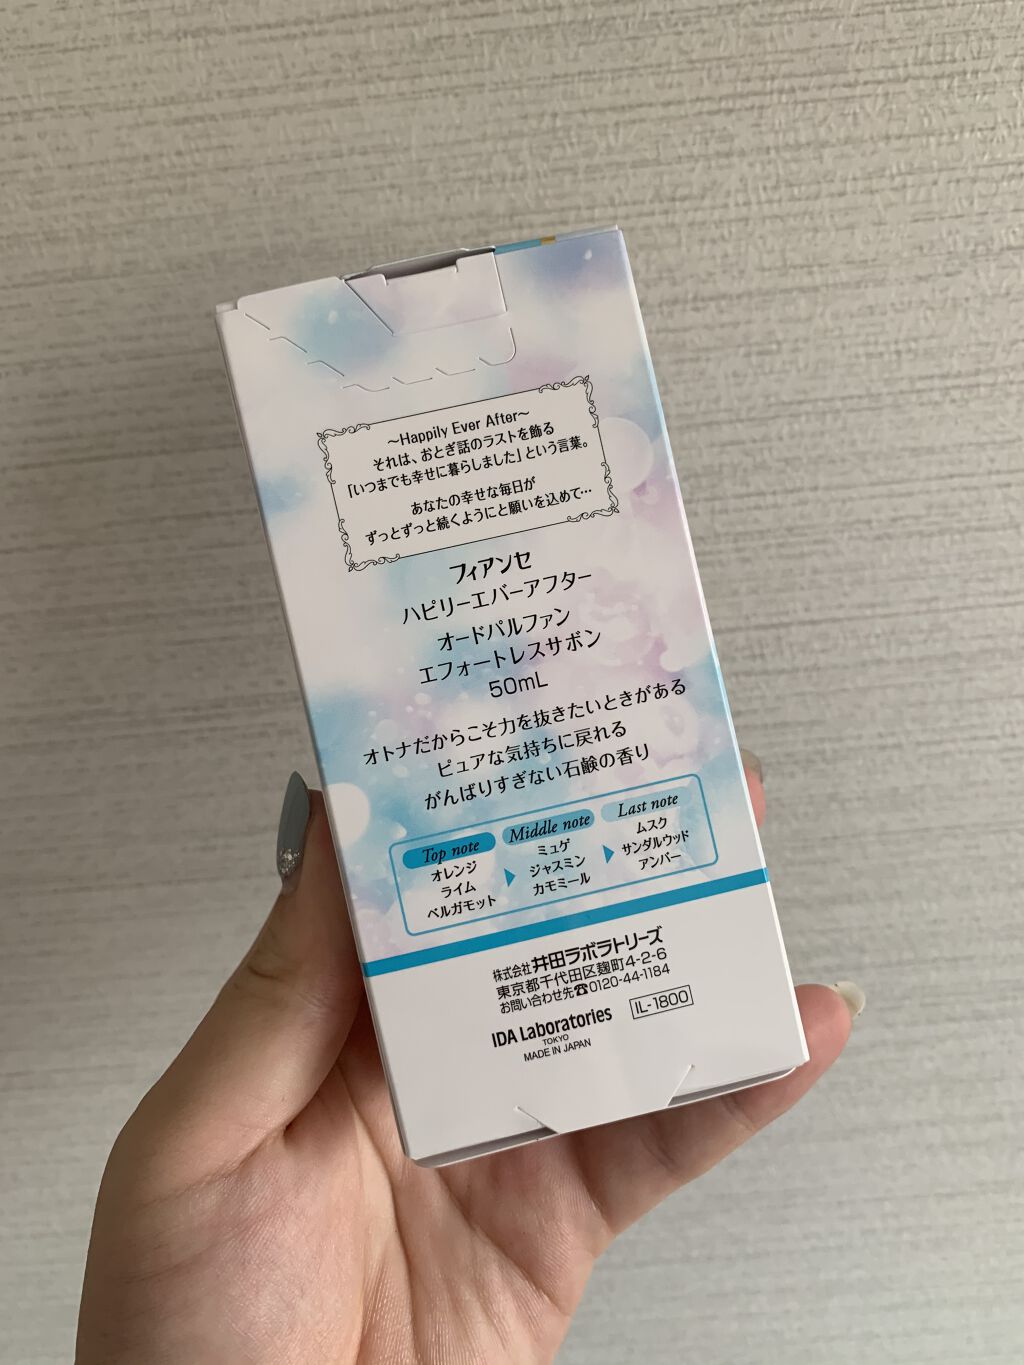 ～Happily Ever After～
それは、おとぎ話のラストを飾る
「いつまでも幸せに暮らしました」という言葉。
あなたの幸せな毎日が
ずっとずっと続くようにと願いを込めて…
フィアンセ
ハピリーエバーアフター
オードパルファン
エフォートレスサボン
50mL
オトナだからこそ力を抜きたいときがある
ピュアな気持ちに戻れる
がんばりすぎない石鹸の香り
Top note
オレンジ
ライム
ベルガモット
Middle note
ミュゲ
ジャスミン
カモミール
Last note
ムスク
サンダルウッド
アンバー
株式会社 井田ラボラトリーズ
東京都千代田区麹町4-2-6
お問い合わせ先☎0120-44-1184
IDA Laboratories
TOKYO
MADE IN JAPAN
IL-1800